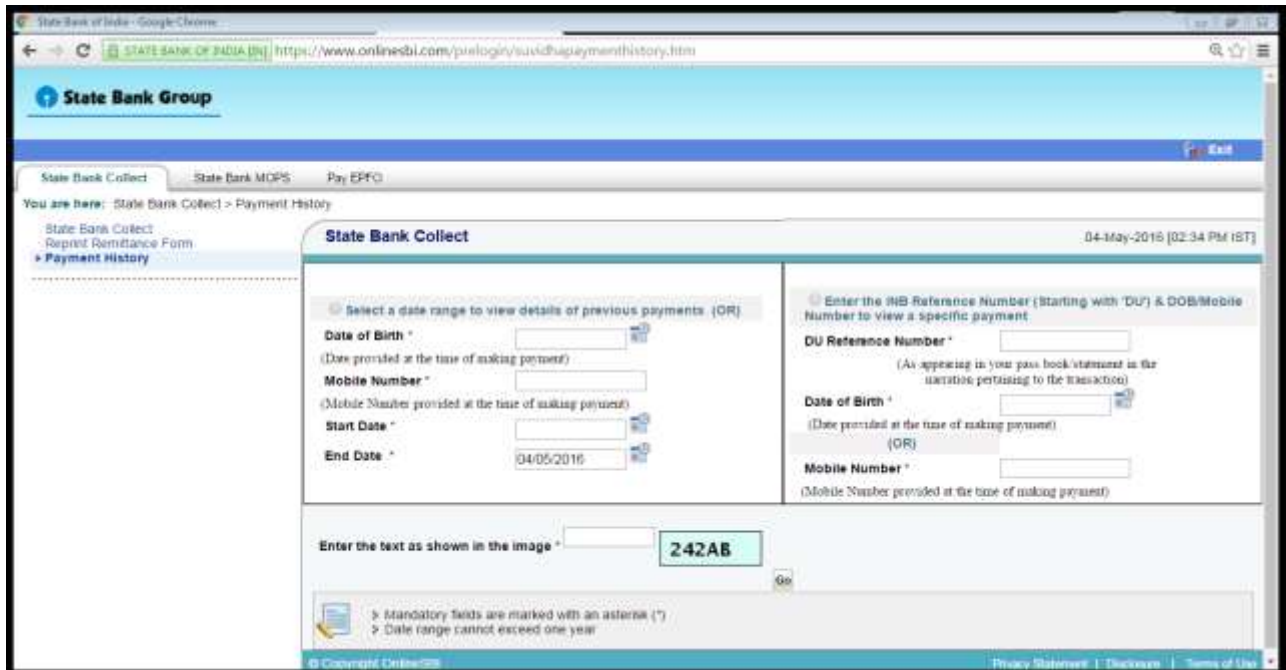 State Bank of India - Google Chrome
STATE BANK OF INDIA [IN] https://www.onlinesbi.com/prelogin/suvidhapaymenthistory.htm
State Bank Group
Exit
State Bank Collect State Bank MOPS Pay EPFO
You are here: State Bank Collect > Payment History
State Bank Collect
Reprint Remittance Form
Payment History
State Bank Collect 04-May-2016 [02:34 PM IST]
Select a date range to view details of previous payments (OR)
Date of Birth *
(Date provided at the time of making payment)
Mobile Number *
(Mobile Number provided at the time of making payment)
Start Date *
End Date * 04/05/2016
Enter the INB Reference Number (Starting with 'DU') & DOB/Mobile
Number to view a specific payment
DU Reference Number *
(As appearing in your pass book/statement in the
narration pertaining to the transaction)
Date of Birth *
(Date provided at the time of making payment)
(OR)
Mobile Number *
(Mobile Number provided at the time of making payment)
Enter the text as shown in the image * 242AB
Go
> Mandatory fields are marked with an asterisk (*)
> Date range cannot exceed one year
© Copyright OnlineSBI Privacy Statement | Disclosure | Terms of Use